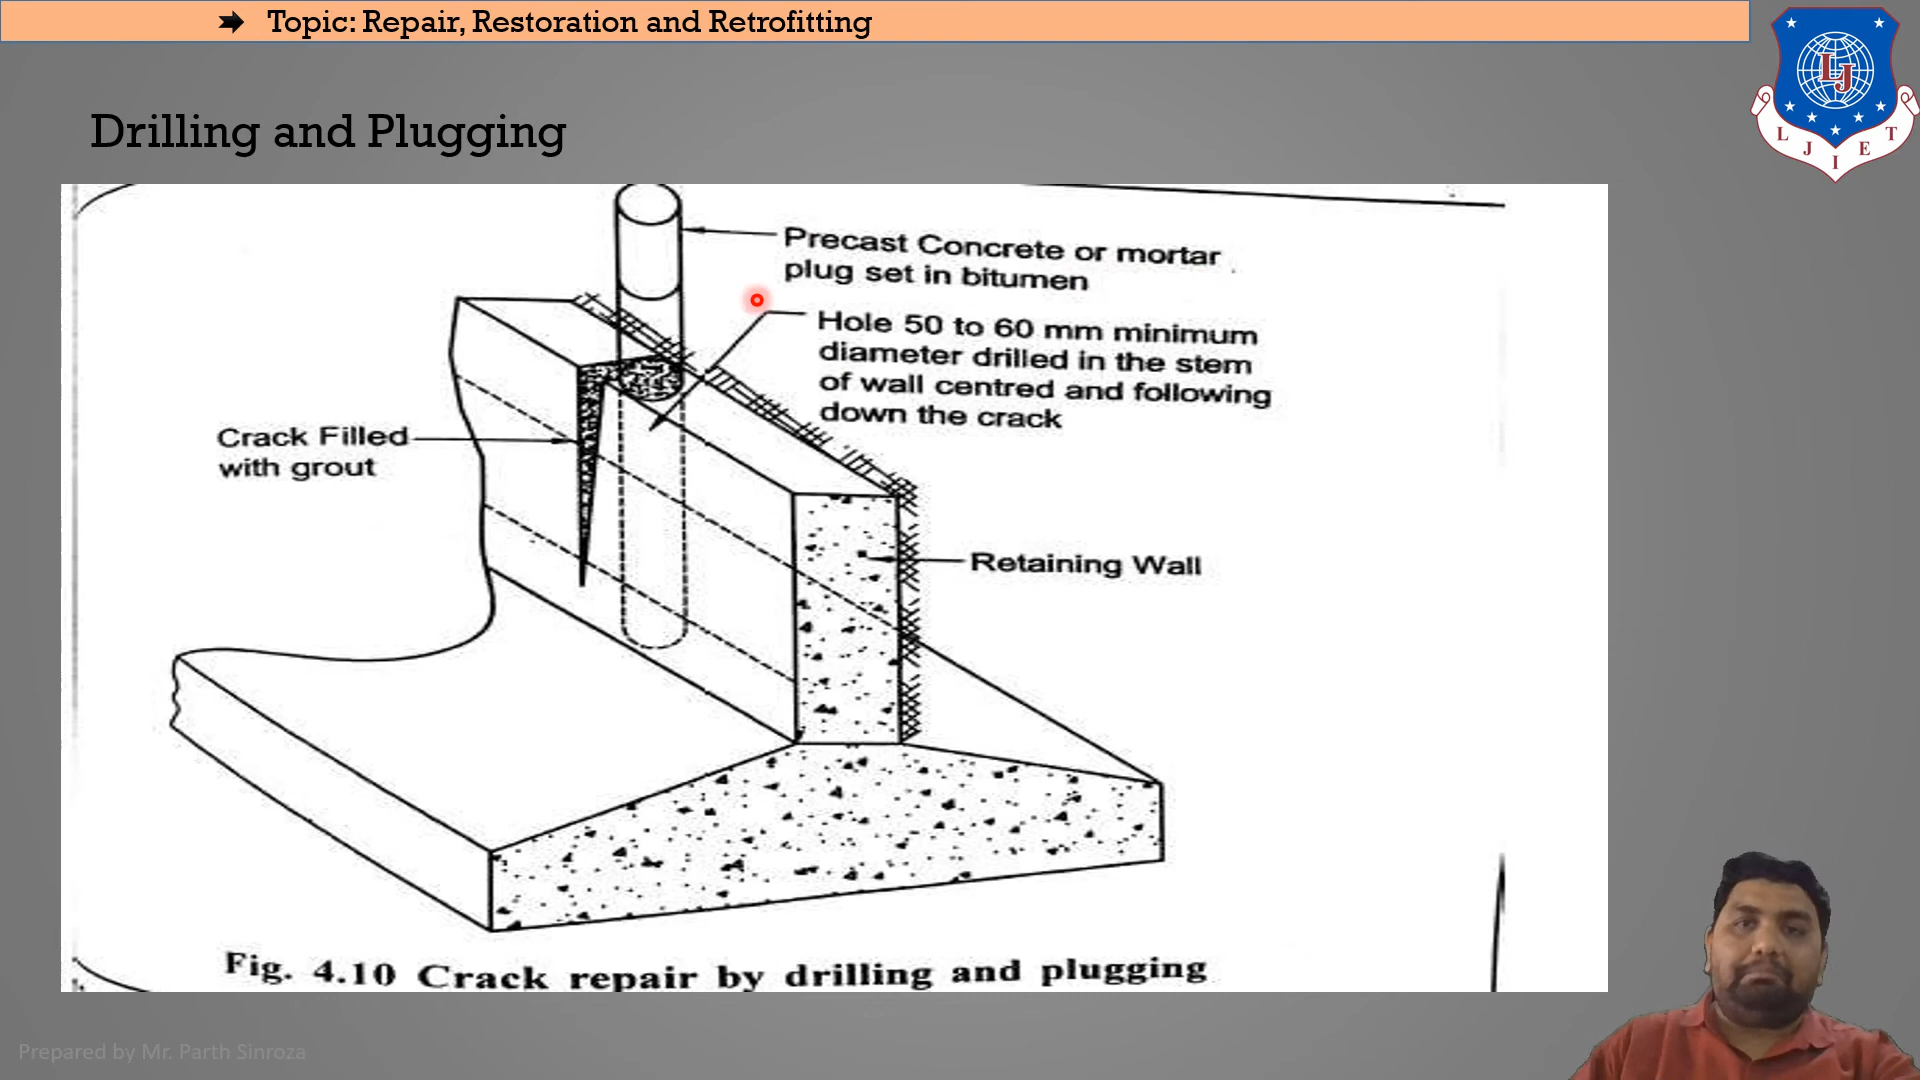 Topic: Repair, Restoration and Retrofitting
LJ
L J I E T
Drilling and Plugging
Precast Concrete or mortar
plug set in bitumen
Hole 50 to 60 mm minimum
diameter drilled in the stem
of wall centred and following
down the crack
Crack Filled
with grout
Retaining Wall
Fig. 4.10 Crack repair by drilling and plugging
Prepared by Mr. Parth Sinroza